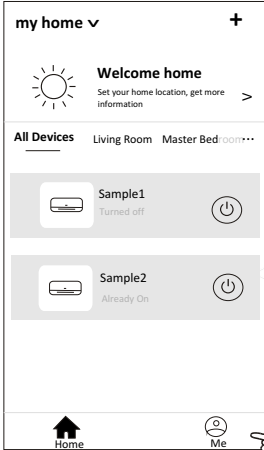 my home
+
Welcome home
Set your home location, get more
information
>
All Devices Living Room Master Bedroom...
Sample1
Turned off
Sample2
Already On
Home Me